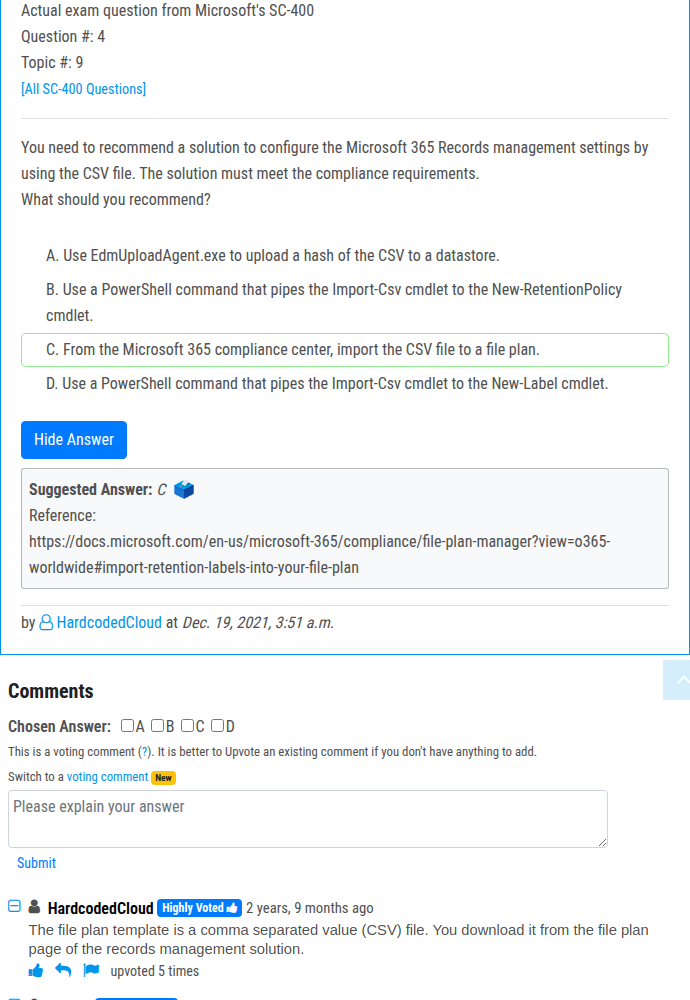 Actual exam question from Microsoft's SC-400
Question #: 4
Topic #: 9
[All SC-400 Questions]
You need to recommend a solution to configure the Microsoft 365 Records management settings by
using the CSV file. The solution must meet the compliance requirements.
What should you recommend?
A. Use EdmUploadAgent.exe to upload a hash of the CSV to a datastore.
B. Use a PowerShell command that pipes the Import-Csv cmdlet to the New-RetentionPolicy
cmdlet.
C. From the Microsoft 365 compliance center, import the CSV file to a file plan.
D. Use a PowerShell command that pipes the Import-Csv cmdlet to the New-Label cmdlet.
Hide Answer
Suggested Answer: C
Reference:
https://docs.microsoft.com/en-us/microsoft-365/compliance/file-plan-manager?view=o365-
worldwide#import-retention-labels-into-your-file-plan
by HardcodedCloud at Dec. 19, 2021, 3:51 a.m.
Comments
Chosen Answer: A B C D
This is a voting comment (?). It is better to Upvote an existing comment if you don't have anything to add.
Switch to a voting comment New
Please explain your answer
Submit
HardcodedCloud Highly Voted 2 years, 9 months ago
The file plan template is a comma separated value (CSV) file. You download it from the file plan
page of the records management solution.
upvoted 5 times